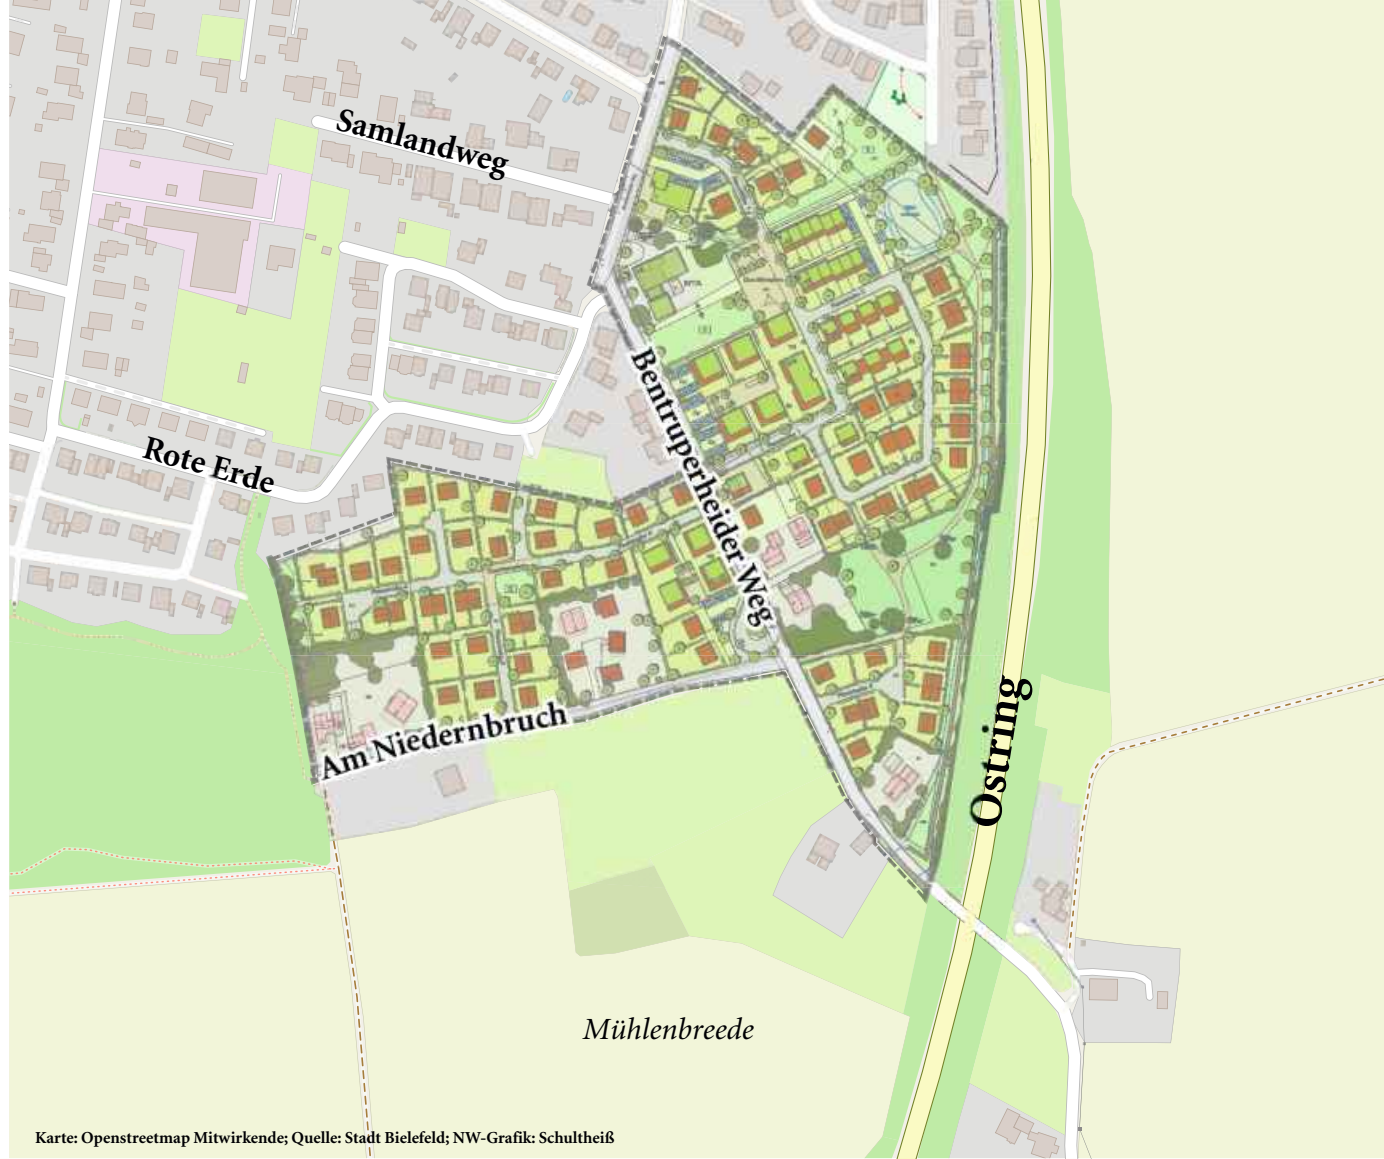 Samlandweg
Bentruperheider Weg
Rote Erde
Am Niedernbruch
Ostring
Mühlenbreede
Karte: Openstreetmap Mitwirkende; Quelle: Stadt Bielefeld; NW-Grafik: Schultheiß